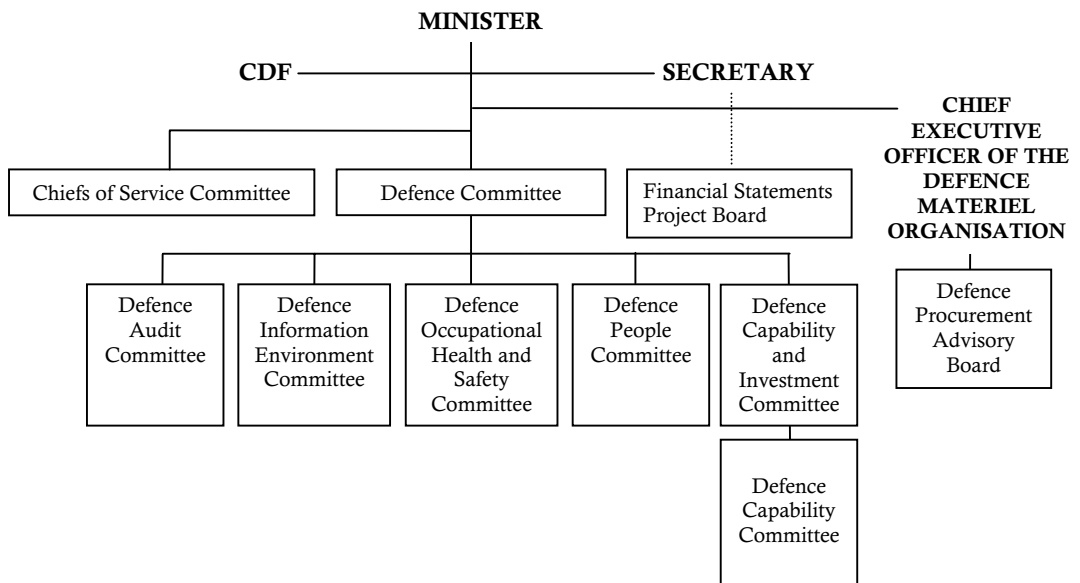 MINISTER
CDF
SECRETARY
CHIEF
EXECUTIVE
OFFICER OF THE
DEFENCE
MATERIEL
ORGANISATION
Chiefs of Service Committee
Defence Committee
Financial Statements
Project Board
Defence
Audit
Committee
Defence
Information
Environment
Committee
Defence
Occupational
Health and
Safety
Committee
Defence
People
Committee
Defence
Capability
and
Investment
Committee
Defence
Procurement
Advisory
Board
Defence
Capability
Committee